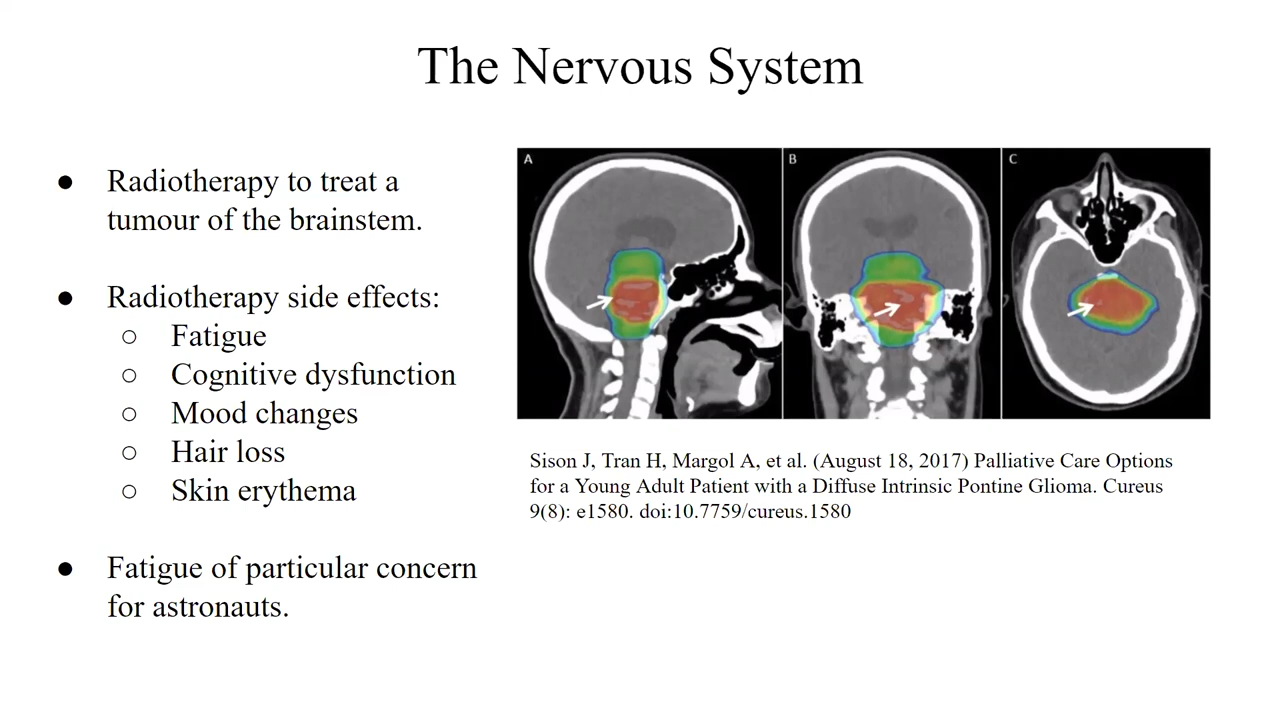 The Nervous System
● Radiotherapy to treat a
tumour of the brainstem.
● Radiotherapy side effects:
○ Fatigue
○ Cognitive dysfunction
○ Mood changes
○ Hair loss
○ Skin erythema
● Fatigue of particular concern
for astronauts.
A
B
C
Sison J, Tran H, Margol A, et al. (August 18, 2017) Palliative Care Options
for a Young Adult Patient with a Diffuse Intrinsic Pontine Glioma. Cureus
9(8): e1580. doi:10.7759/cureus.1580